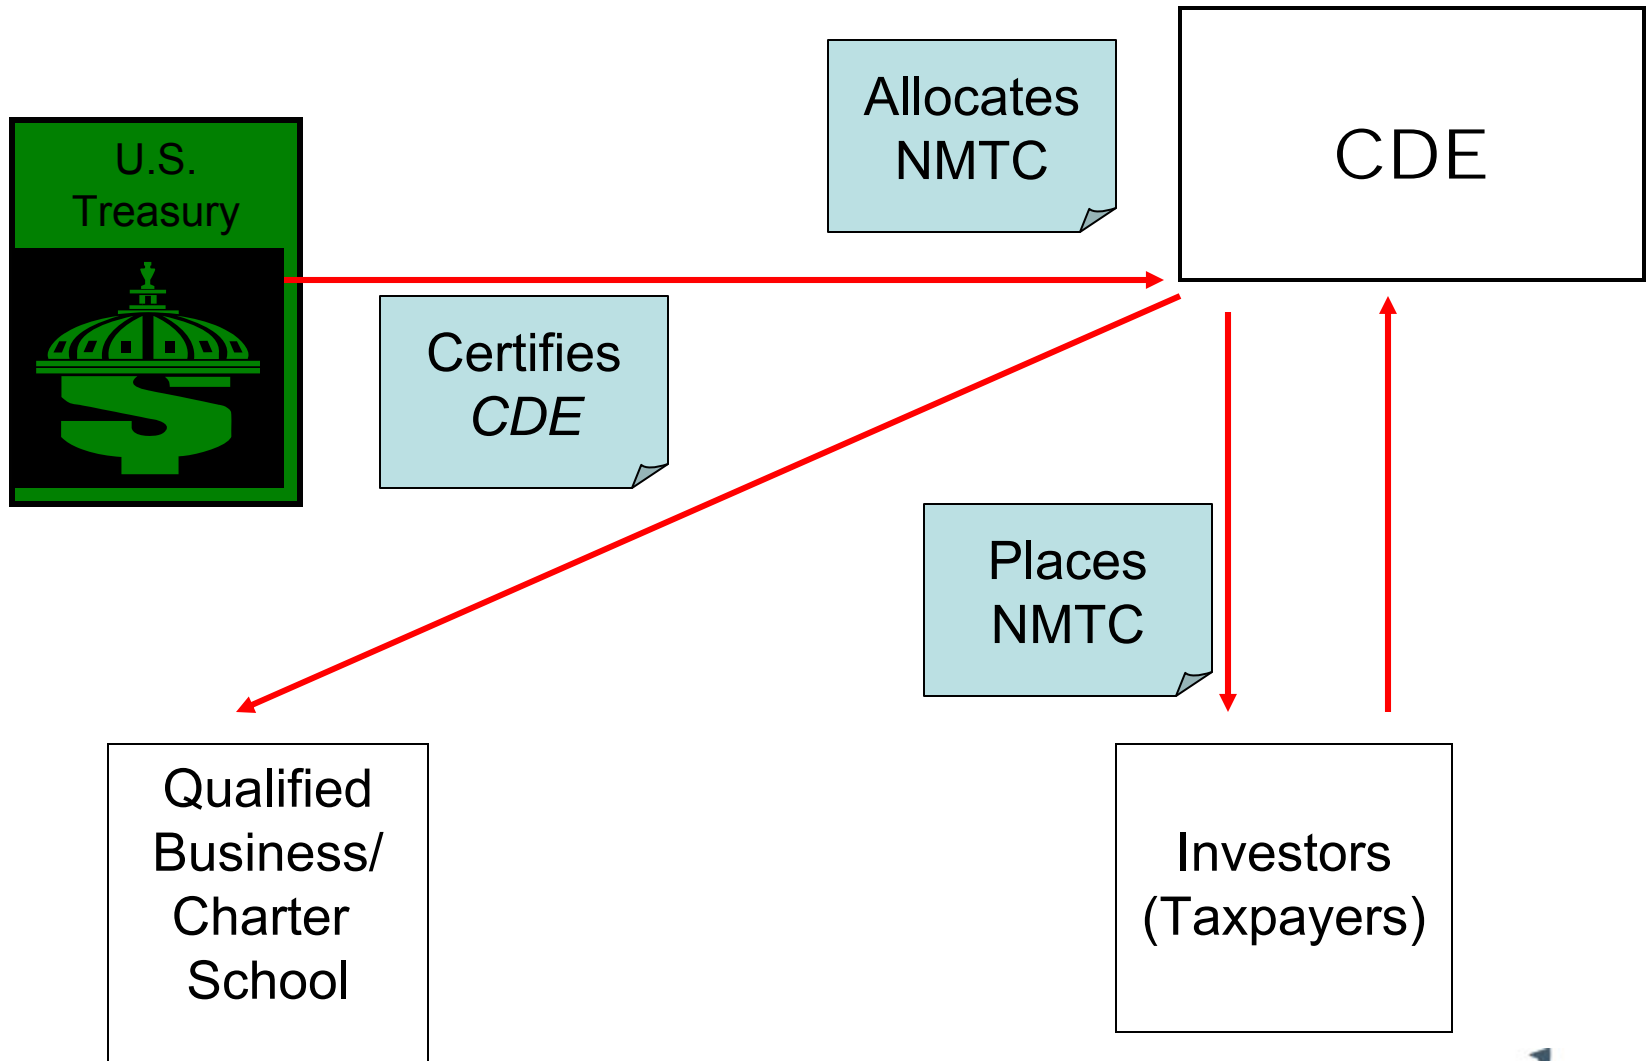 U.S.
Treasury
Allocates
NMTC
CDE
Certifies
CDE
Places
NMTC
Qualified
Business/
Charter
School
Investors
(Taxpayers)